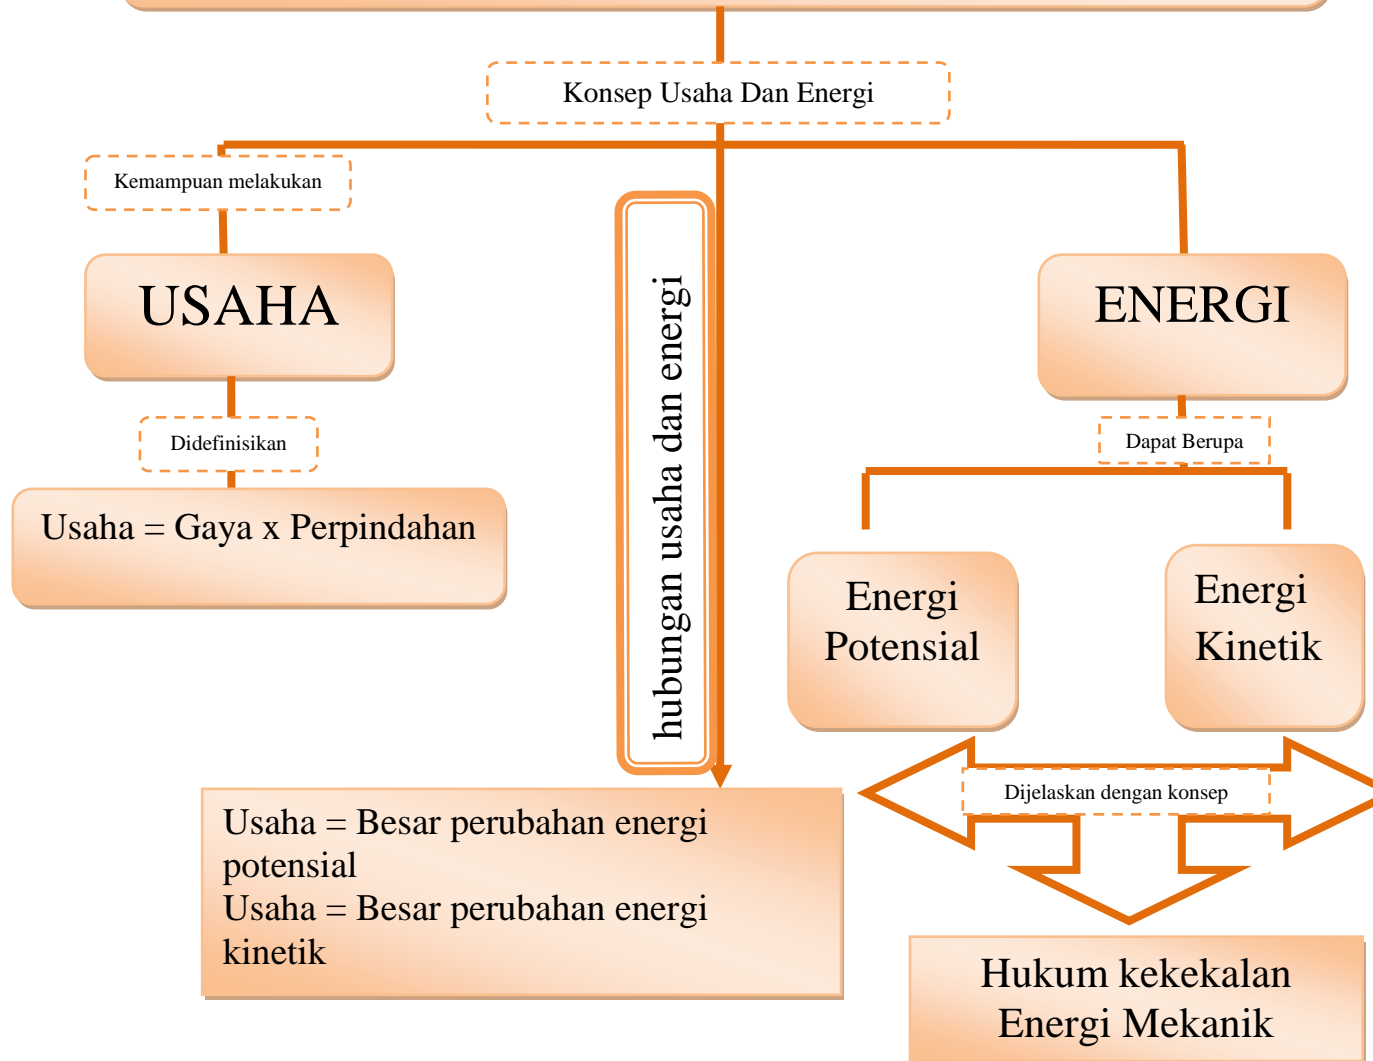 Konsep Usaha Dan Energi
Kemampuan melakukan
USAHA
Didefinisikan
Usaha = Gaya x Perpindahan
hubungan usaha dan energi
Usaha = Besar perubahan energi
potensial
Usaha = Besar perubahan energi
kinetik
ENERGI
Dapat Berupa
Energi
Potensial
Energi
Kinetik
Dijelaskan dengan konsep
Hukum kekekalan
Energi Mekanik